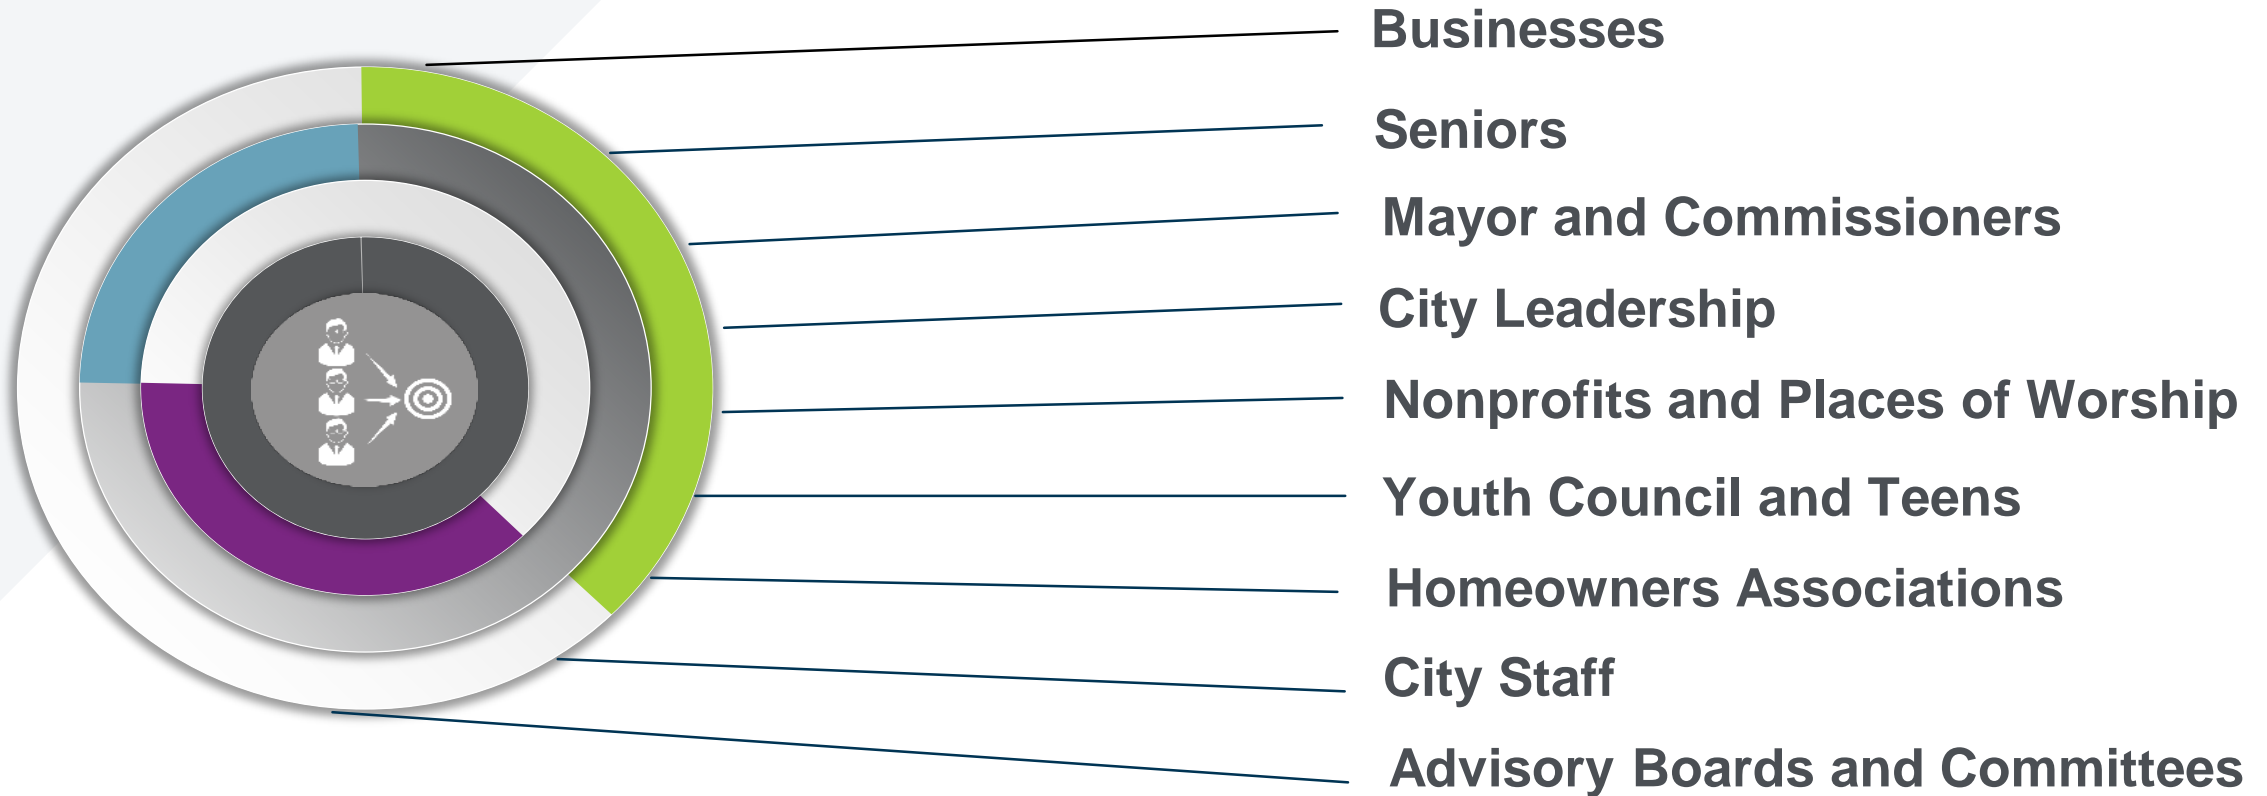 Businesses
Seniors
Mayor and Commissioners
City Leadership
Nonprofits and Places of Worship
Youth Council and Teens
Homeowners Associations
City Staff
Advisory Boards and Committees